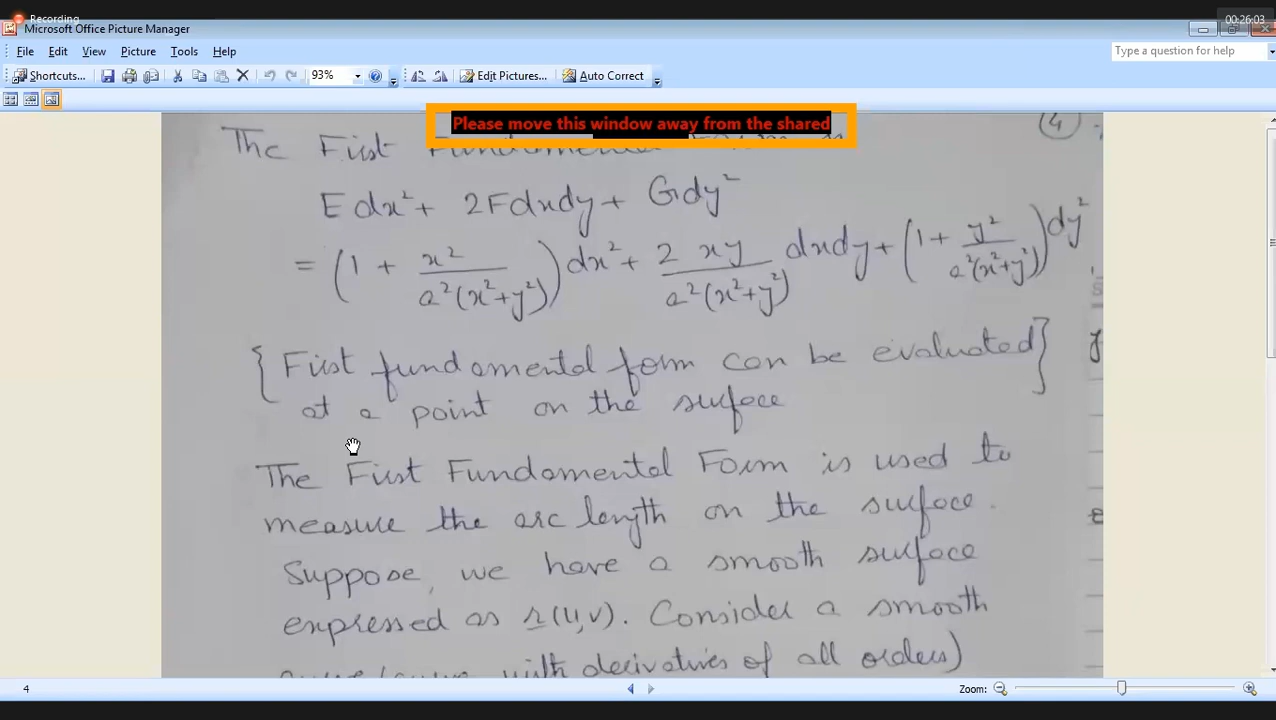 Recording
00:26:03
Microsoft Office Picture Manager
File Edit View Picture Tools Help
Type a question for help
Shortcuts... 93% Edit Pictures... Auto Correct
Please move this window away from the shared
4
The First Fundamental
E dx² + 2F dx dy + G dy²
= (1 + x²/a²(x²+y²)) dx² + 2 xy/a²(x²+y²) dx dy + (1 + y²/a²(x²+y²)) dy²
{First fundamental form can be evaluated}
at a point on the surface
The First Fundamental Form is used to
measure the arc length on the surface.
Suppose, we have a smooth surface
expressed as r(u,v). Consider a smooth
with derivatives of all orders)
4
Zoom: